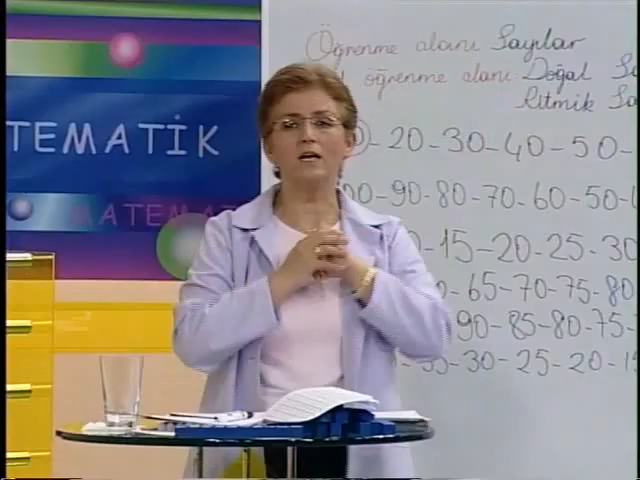 TEMATİK
MATEMAT
Öğrenme alanı Sayılar
öğrenme alanı Doğal
Ritmik
-20-30-40-50-
-90-80-70-60-50-
-15-20-25-30
-65-70-75-80
90-85-80-75-
-30-25-20-